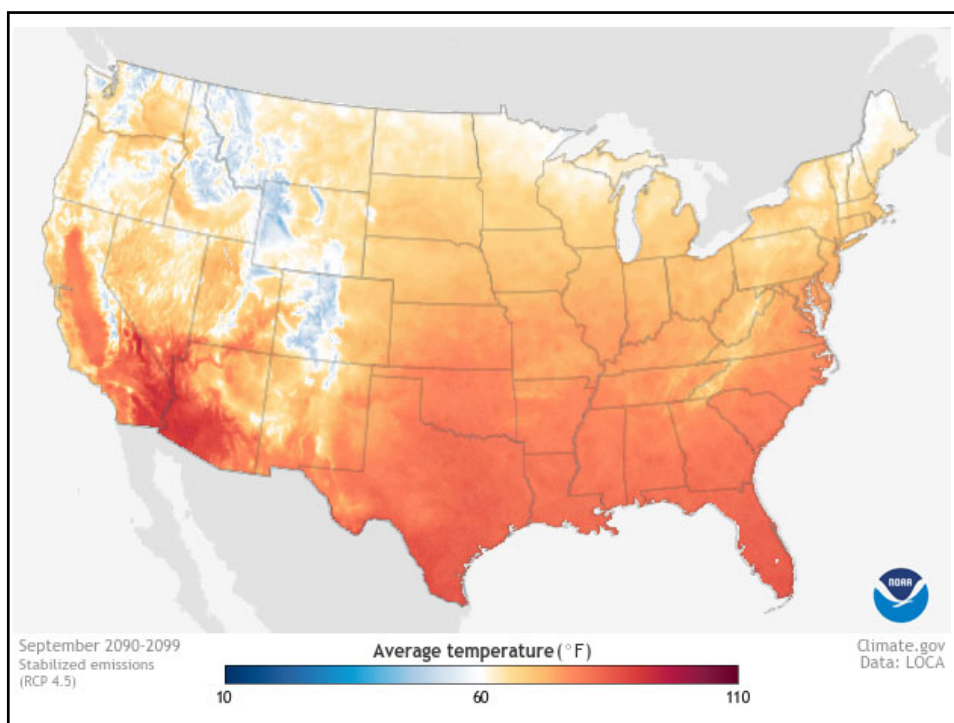 NOAA
September 2090-2099
Stabilized emissions
(RCP 4.5)
Average temperature (°F)
10 60 110
Climate.gov
Data: LOCA